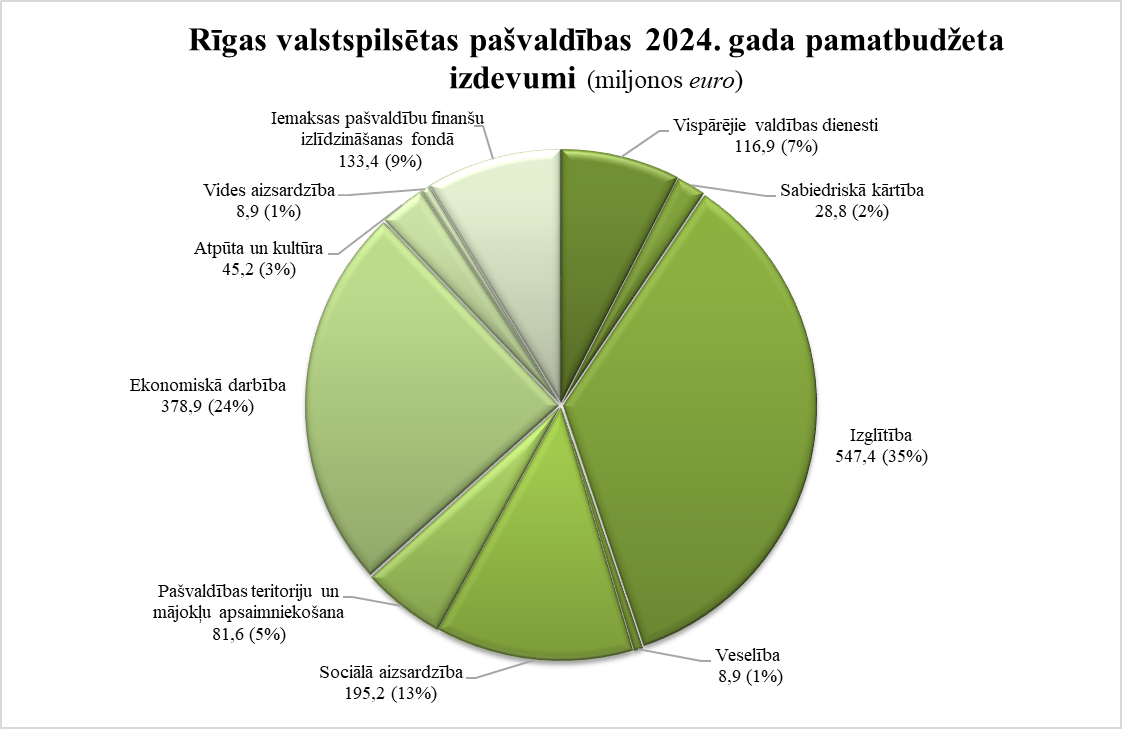 Rīgas valstspilsētas pašvaldības 2024. gada pamatbudžeta
izdevumi (miljonos euro)
Iemaksas pašvaldību finanšu
izlīdzināšanas fondā
133,4 (9%)
Vispārējie valdības dienesti
116,9 (7%)
Vides aizsardzība
8,9 (1%)
Sabiedriskā kārtība
28,8 (2%)
Atpūta un kultūra
45,2 (3%)
Ekonomiskā darbība
378,9 (24%)
Izglītība
547,4 (35%)
Pašvaldības teritoriju un
mājokļu apsaimniekošana
81,6 (5%)
Veselība
8,9 (1%)
Sociālā aizsardzība
195,2 (13%)